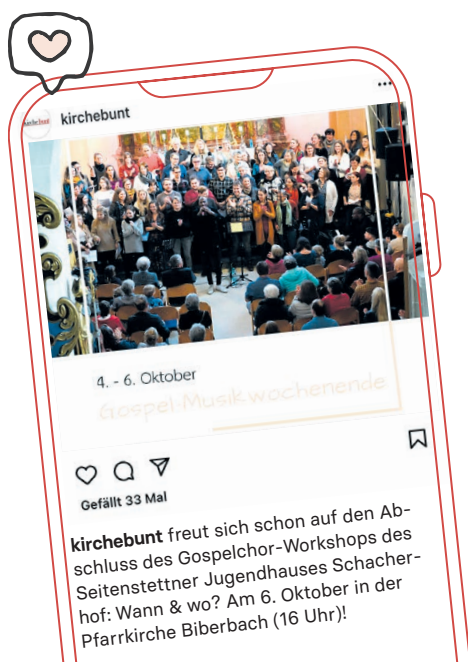 kirchebunt
kirchebunt
4. - 6. Oktober
Gospel-Musikwochenende
Gefällt 33 Mal
kirchebunt freut sich schon auf den Ab-
schluss des Gospelchor-Workshops des
Seitenstettner Jugendhauses Schacher-
hof: Wann & wo? Am 6. Oktober in der
Pfarrkirche Biberbach (16 Uhr)!